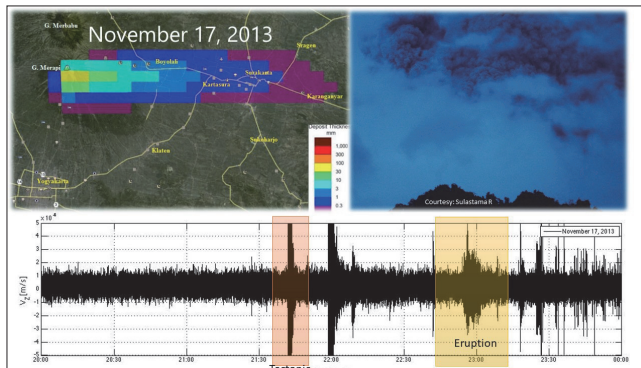 November 17, 2013
G. Merbabu
G. Merapi
Boyolali
Sragen
Surakarta
Kartasura
Karanganyar
Klaten
Sukoharjo
Yogyakarta
Deposit Thickness
mm
1,000
300
100
30
10
3
1
0.3
Courtesy: Sulastama R
November 17, 2013
5
4
3
2
1
0
-1
-2
-3
-4
-5
Vz[m/s]
Eruption
20:00
20:30
21:00
21:30
22:00
22:30
23:00
23:30
00:00
Tectonic